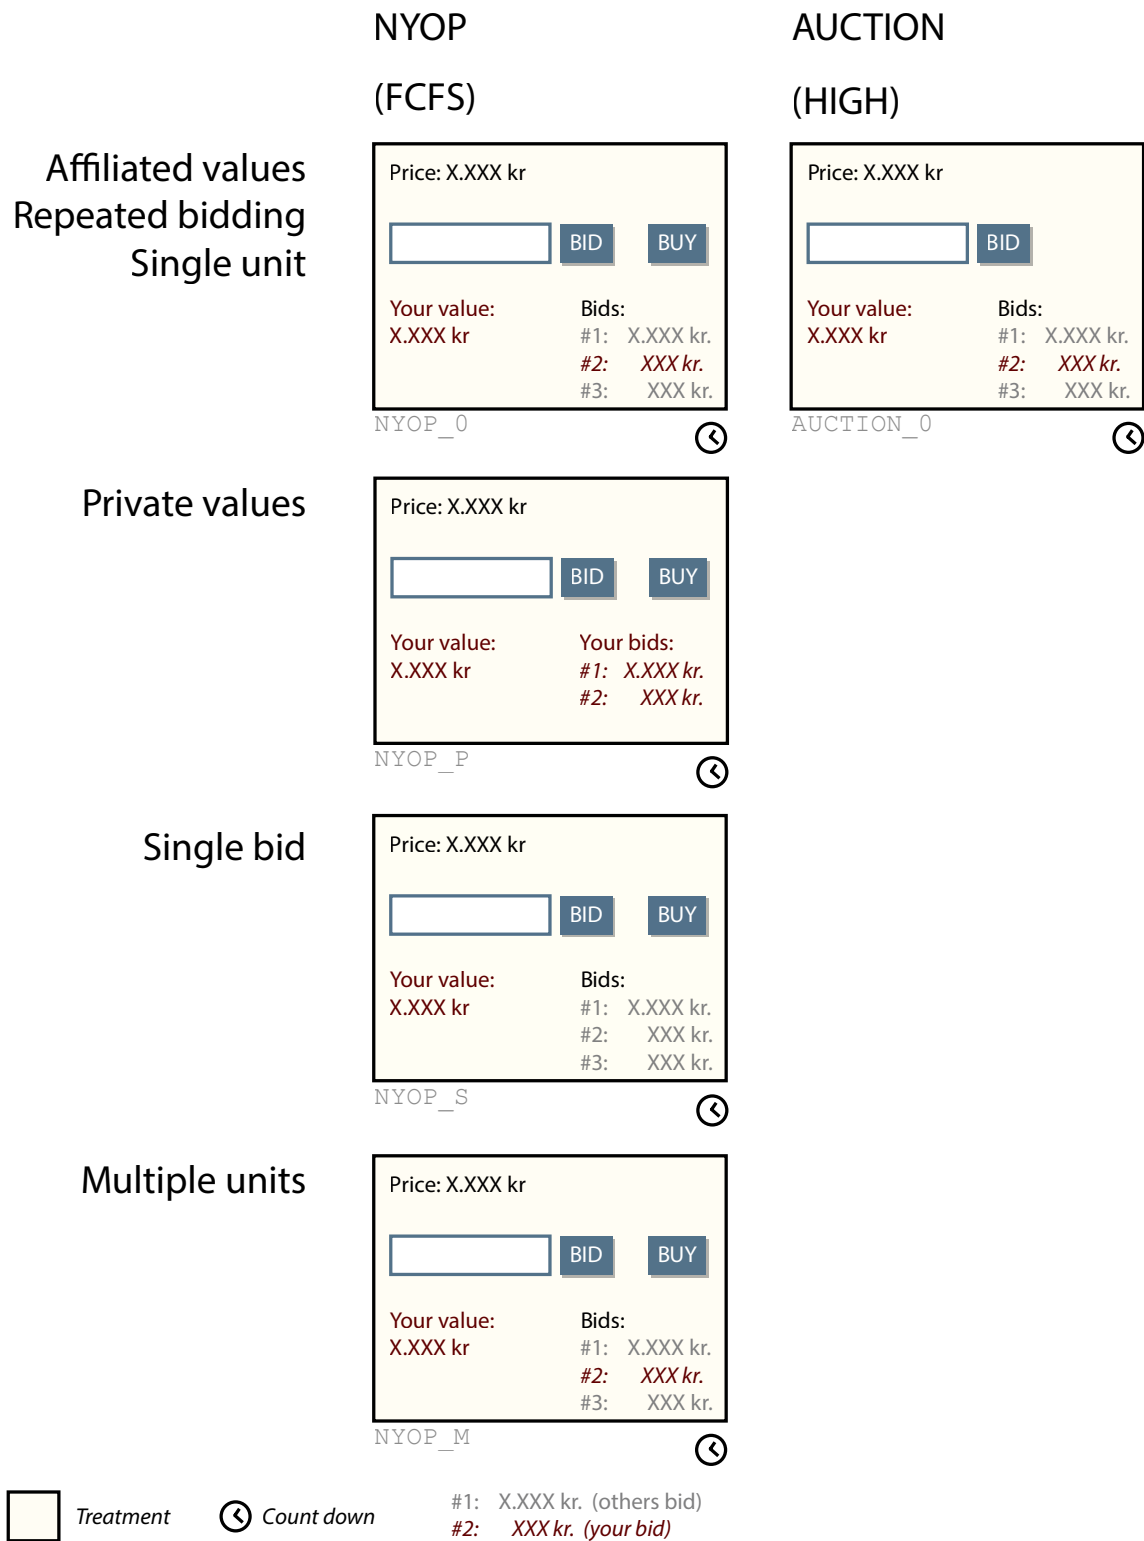 NYOP
AUCTION
(FCFS)
(HIGH)
Affiliated values
Repeated bidding
Single unit
Price: X.XXX kr
BID
BUY
Your value:
X.XXX kr
Bids:
#1: X.XXX kr.
#2: XXX kr.
#3: XXX kr.
NYOP_0
Price: X.XXX kr
BID
Your value:
X.XXX kr
Bids:
#1: X.XXX kr.
#2: XXX kr.
#3: XXX kr.
AUCTION_0
Private values
Price: X.XXX kr
BID
BUY
Your value:
X.XXX kr
Your bids:
#1: X.XXX kr.
#2: XXX kr.
NYOP_P
Single bid
Price: X.XXX kr
BID
BUY
Your value:
X.XXX kr
Bids:
#1: X.XXX kr.
#2: XXX kr.
#3: XXX kr.
NYOP_S
Multiple units
Price: X.XXX kr
BID
BUY
Your value:
X.XXX kr
Bids:
#1: X.XXX kr.
#2: XXX kr.
#3: XXX kr.
NYOP_M
Treatment
Count down
#1: X.XXX kr. (others bid)
#2: XXX kr. (your bid)